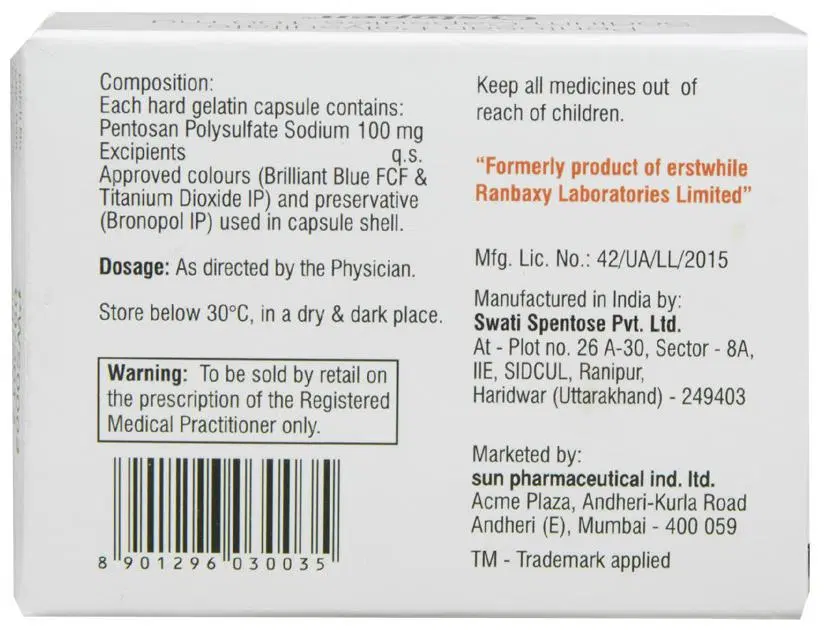 Composition:
Each hard gelatin capsule contains:
Pentosan Polysulfate Sodium 100 mg
Excipients q.s.
Approved colours (Brilliant Blue FCF &
Titanium Dioxide IP) and preservative
(Bronopol IP) used in capsule shell.
Dosage: As directed by the Physician.
Store below 30°C, in a dry & dark place.
Warning: To be sold by retail on
the prescription of the Registered
Medical Practitioner only.
8 901296 030035
Keep all medicines out of
reach of children.
“Formerly product of erstwhile
Ranbaxy Laboratories Limited”
Mfg. Lic. No.: 42/UA/LL/2015
Manufactured in India by:
Swati Spentose Pvt. Ltd.
At - Plot no. 26 A-30, Sector - 8A,
IIE, SIDCUL, Ranipur,
Haridwar (Uttarakhand) - 249403
Marketed by:
sun pharmaceutical ind. ltd.
Acme Plaza, Andheri-Kurla Road
Andheri (E), Mumbai - 400 059
TM - Trademark applied